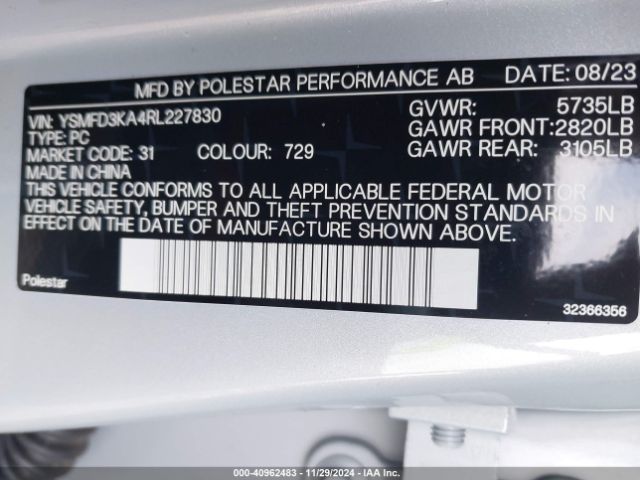 MFD BY POLESTAR PERFORMANCE AB DATE: 08/23
VIN: YSMFD3KA4RL227830 GVWR: 5735LB
TYPE: PC GAWR FRONT:2820LB
MARKET CODE: 31 COLOUR: 729 GAWR REAR: 3105LB
MADE IN CHINA
THIS VEHICLE CONFORMS TO ALL APPLICABLE FEDERAL MOTOR
VEHICLE SAFETY, BUMPER AND THEFT PREVENTION STANDARDS IN
EFFECT ON THE DATE OF MANUFACTURE SHOWN ABOVE.
Polestar 32366356
000-40962483 - 11/29/2024 - IAA Inc.